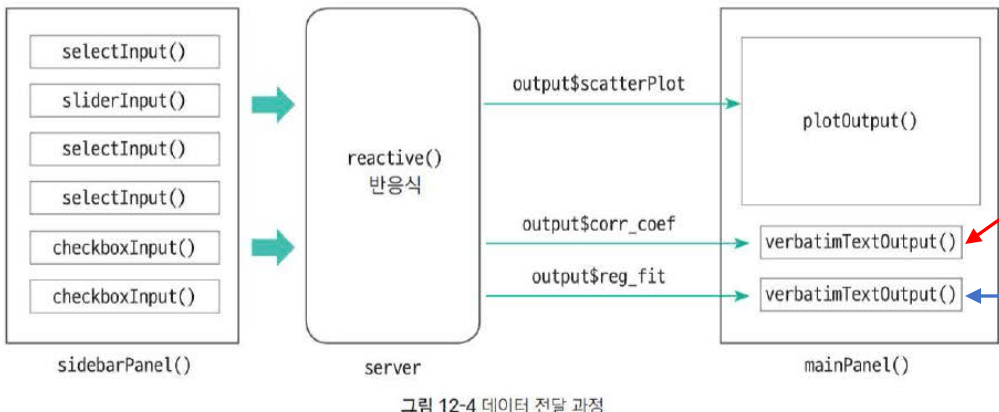 selectInput()
sliderInput()
selectInput()
selectInput()
checkboxInput()
checkboxInput()
sidebarPanel()
reactive()
반응식
server
output$scatterPlot
output$corr_coef
output$reg_fit
plotOutput()
verbatimTextOutput()
verbatimTextOutput()
mainPanel()
그림 12-4 데이터 전달 과정